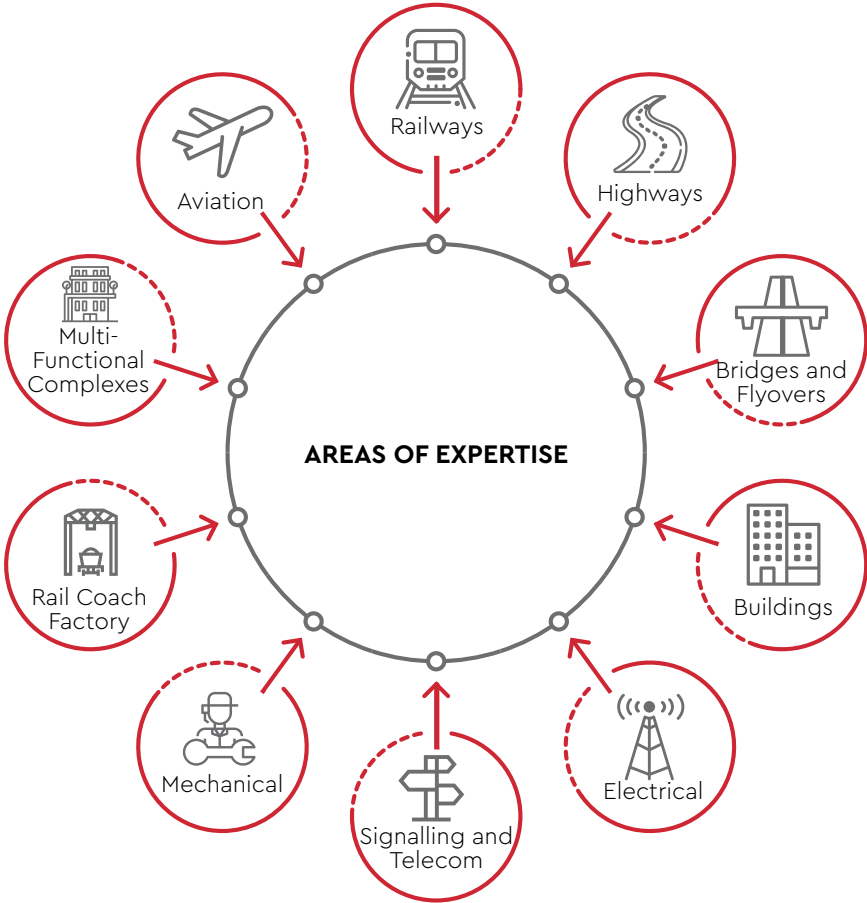 Railways
Highways
Bridges and
Flyovers
Buildings
Electrical
Signalling and
Telecom
Mechanical
Rail Coach
Factory
Multi-
Functional
Complexes
Aviation
AREAS OF EXPERTISE